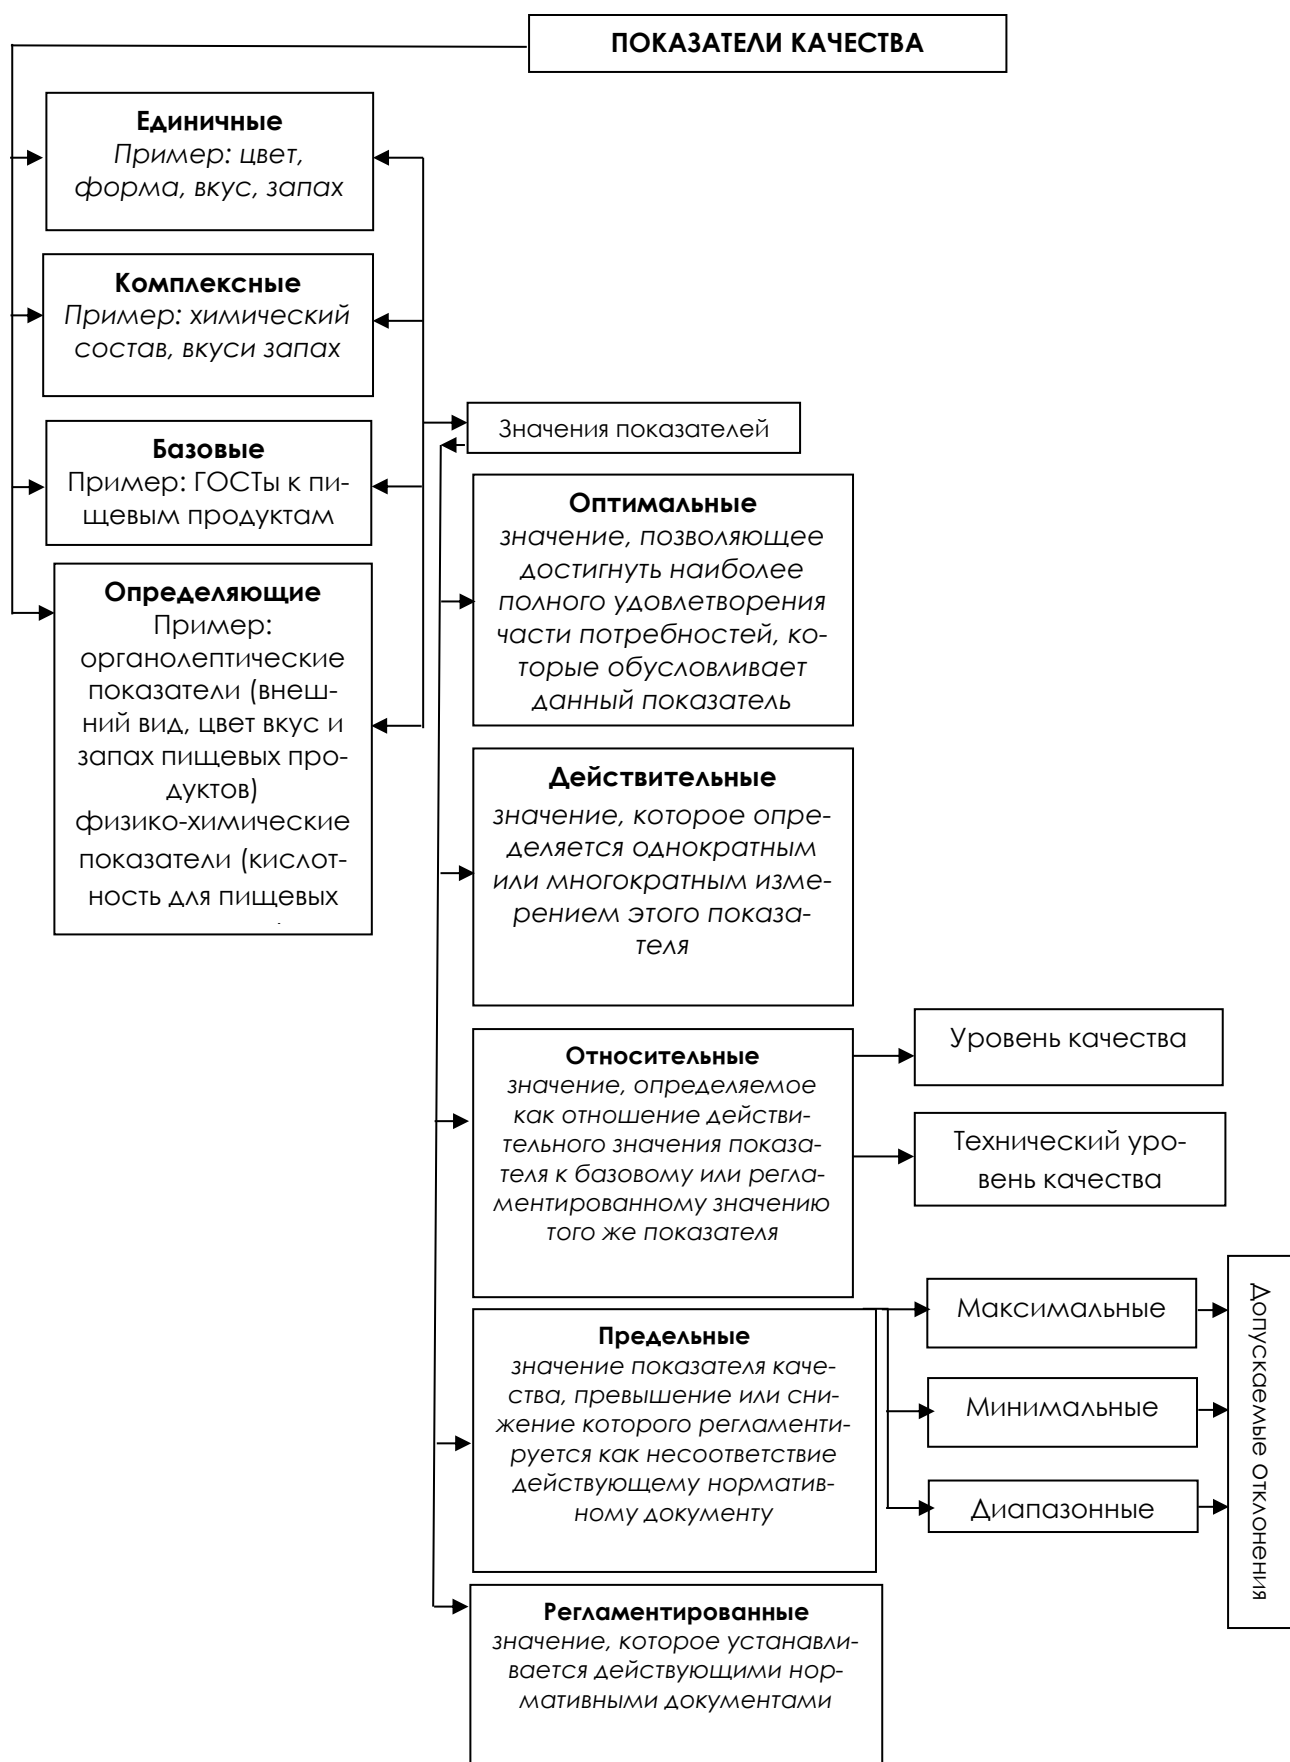 ПОКАЗАТЕЛИ КАЧЕСТВА
Единичные
Пример: цвет,
форма, вкус, запах
Комплексные
Пример: химический
состав, вкуси запах
Базовые
Пример: ГОСТы к пи-
щевым продуктам
Определяющие
Пример:
органолептические
показатели (внеш-
ний вид, цвет вкус и
запах пищевых про-
дуктов)
физико-химические
показатели (кислот-
ность для пищевых
Значения показателей
Оптимальные
значение, позволяющее
достигнуть наиболее
полного удовлетворения
части потребностей, ко-
торые обусловливает
данный показатель
Действительные
значение, которое опре-
деляется однократным
или многократным изме-
рением этого показа-
теля
Относительные
значение, определяемое
как отношение действи-
тельного значения показа-
теля к базовому или регла-
ментированному значению
того же показателя
Уровень качества
Технический уро-
вень качества
Предельные
значение показателя каче-
ства, превышение или сни-
жение которого регламенти-
руется как несоответствие
действующему норматив-
ному документу
Максимальные
Минимальные
Диапазонные
Допускаемые отклонения
Регламентированные
значение, которое устанавли-
вается действующими нор-
мативными документами